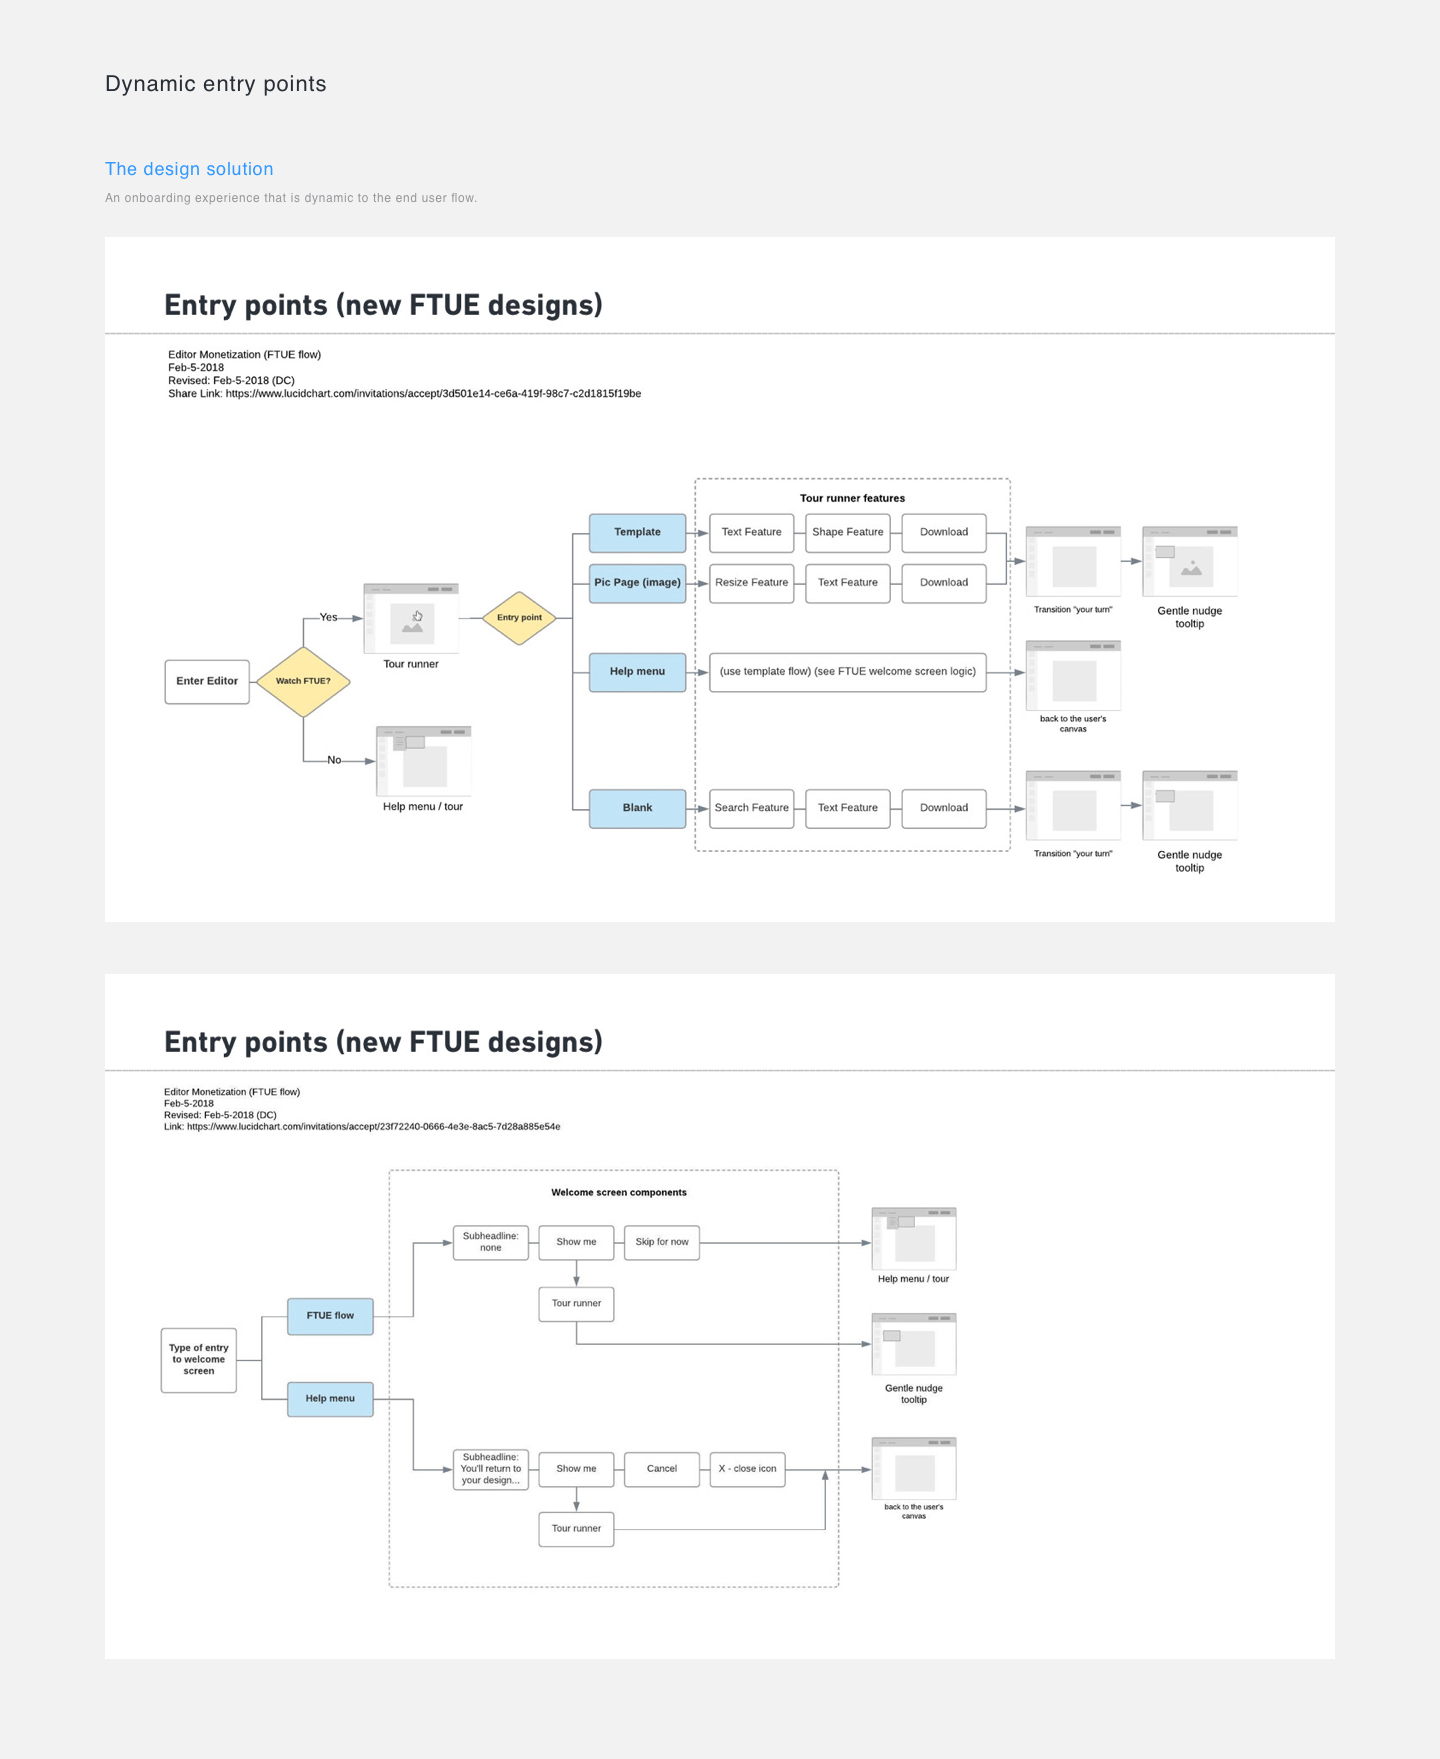 Dynamic entry points
The design solution
An onboarding experience that is dynamic to the end user flow.
Entry points (new FTUE designs)
Editor Monetization (FTUE flow)
Feb-5-2018
Revised: Feb-5-2018 (DC)
Share Link: https://www.lucidchart.com/invitations/accept/3d501e14-ce6a-419f-98c7-c2d1815f19be
Tour runner features
Template
Text Feature
Shape Feature
Download
Pic Page (image)
Resize Feature
Text Feature
Download
Transition "your turn"
Gentle nudge
tooltip
Yes
Entry point
Tour runner
Enter Editor
Watch FTUE?
Help menu
(use template flow) (see FTUE welcome screen logic)
back to the user's
canvas
No
Help menu / tour
Blank
Search Feature
Text Feature
Download
Transition "your turn"
Gentle nudge
tooltip
Entry points (new FTUE designs)
Editor Monetization (FTUE flow)
Feb-5-2018
Revised: Feb-5-2018 (DC)
Link: https://www.lucidchart.com/invitations/accept/23f72240-0666-4e3e-8ac5-7d28a885e54e
Welcome screen components
Subheadline:
none
Show me
Skip for now
Help menu / tour
Tour runner
FTUE flow
Type of entry
to welcome
screen
Gentle nudge
tooltip
Help menu
Subheadline:
You'll return to
your design...
Show me
Cancel
X - close icon
back to the user's
canvas
Tour runner